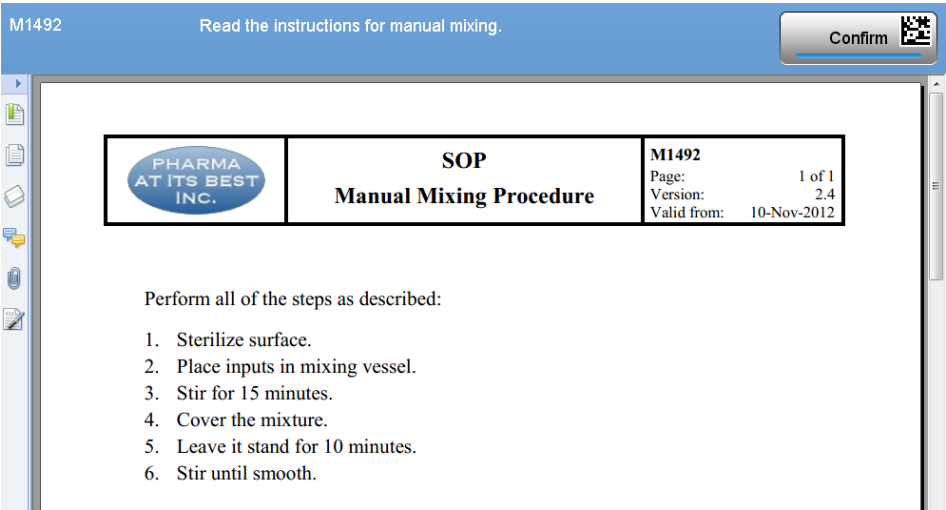 M1492
Read the instructions for manual mixing.
Confirm
PHARMA
AT ITS BEST
INC.
SOP
Manual Mixing Procedure
M1492
Page: 1 of 1
Version: 2.4
Valid from: 10-Nov-2012
Perform all of the steps as described:
1. Sterilize surface.
2. Place inputs in mixing vessel.
3. Stir for 15 minutes.
4. Cover the mixture.
5. Leave it stand for 10 minutes.
6. Stir until smooth.